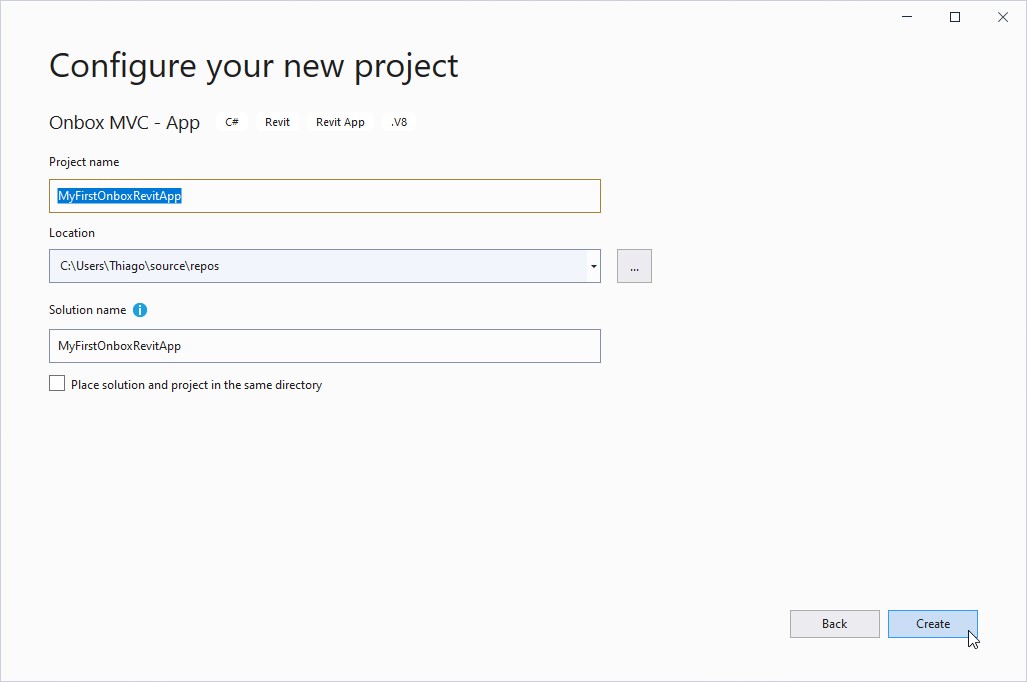 Configure your new project
Onbox MVC - App C# Revit Revit App .V8
Project name
MyFirstOnboxRevitApp
Location
C:\Users\Thiago\source\repos
...
Solution name
MyFirstOnboxRevitApp
Place solution and project in the same directory
Back Create